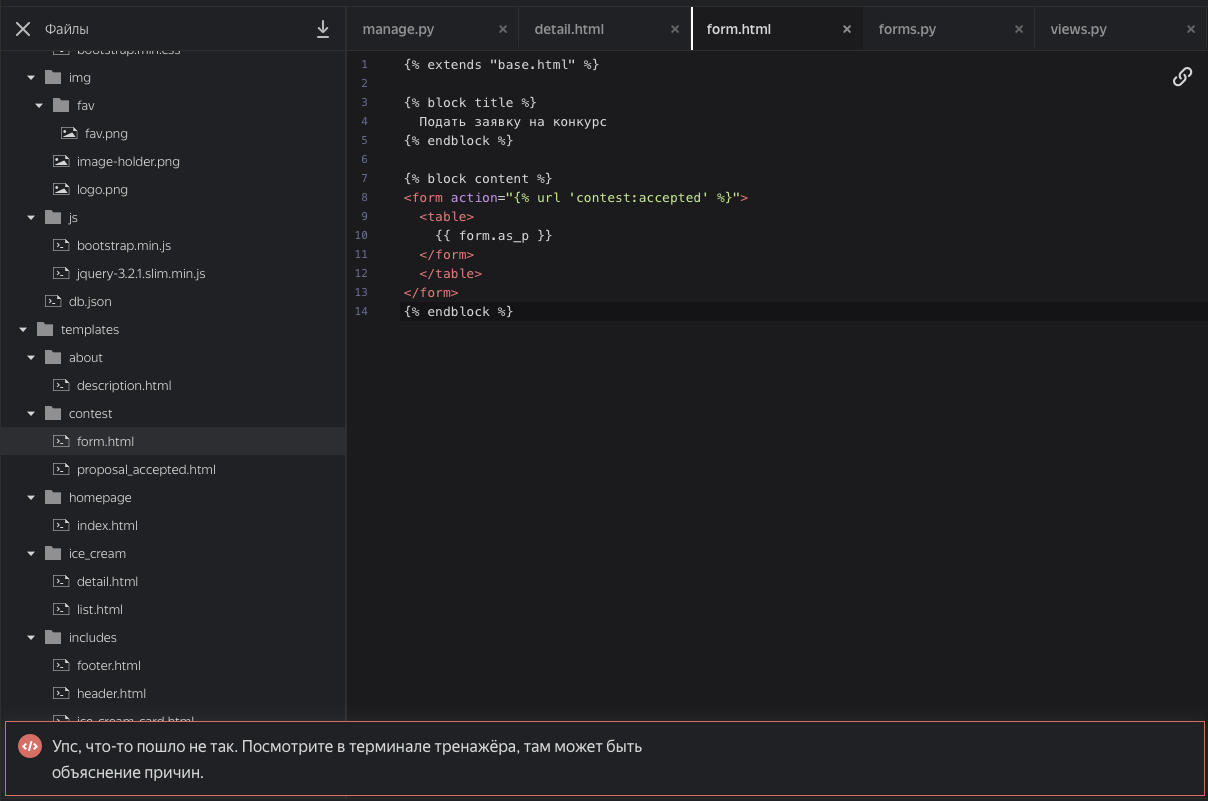 Файлы
manage.py
detail.html
form.html
forms.py
views.py
bootstrap.min.css
img
fav
fav.png
image-holder.png
logo.png
js
bootstrap.min.js
jquery-3.2.1.slim.min.js
db.json
templates
about
description.html
contest
form.html
proposal_accepted.html
homepage
index.html
ice_cream
detail.html
list.html
includes
footer.html
header.html
ice_cream_card.html
1 {% extends "base.html" %}
2
3 {% block title %}
4 Подать заявку на конкурс
5 {% endblock %}
6
7 {% block content %}
8 <form action="{% url 'contest:accepted' %}">
9 <table>
10 {{ form.as_p }}
11 </form>
12 </table>
13 </form>
14 {% endblock %}
Упс, что-то пошло не так. Посмотрите в терминале тренажёра, там может быть
объяснение причин.